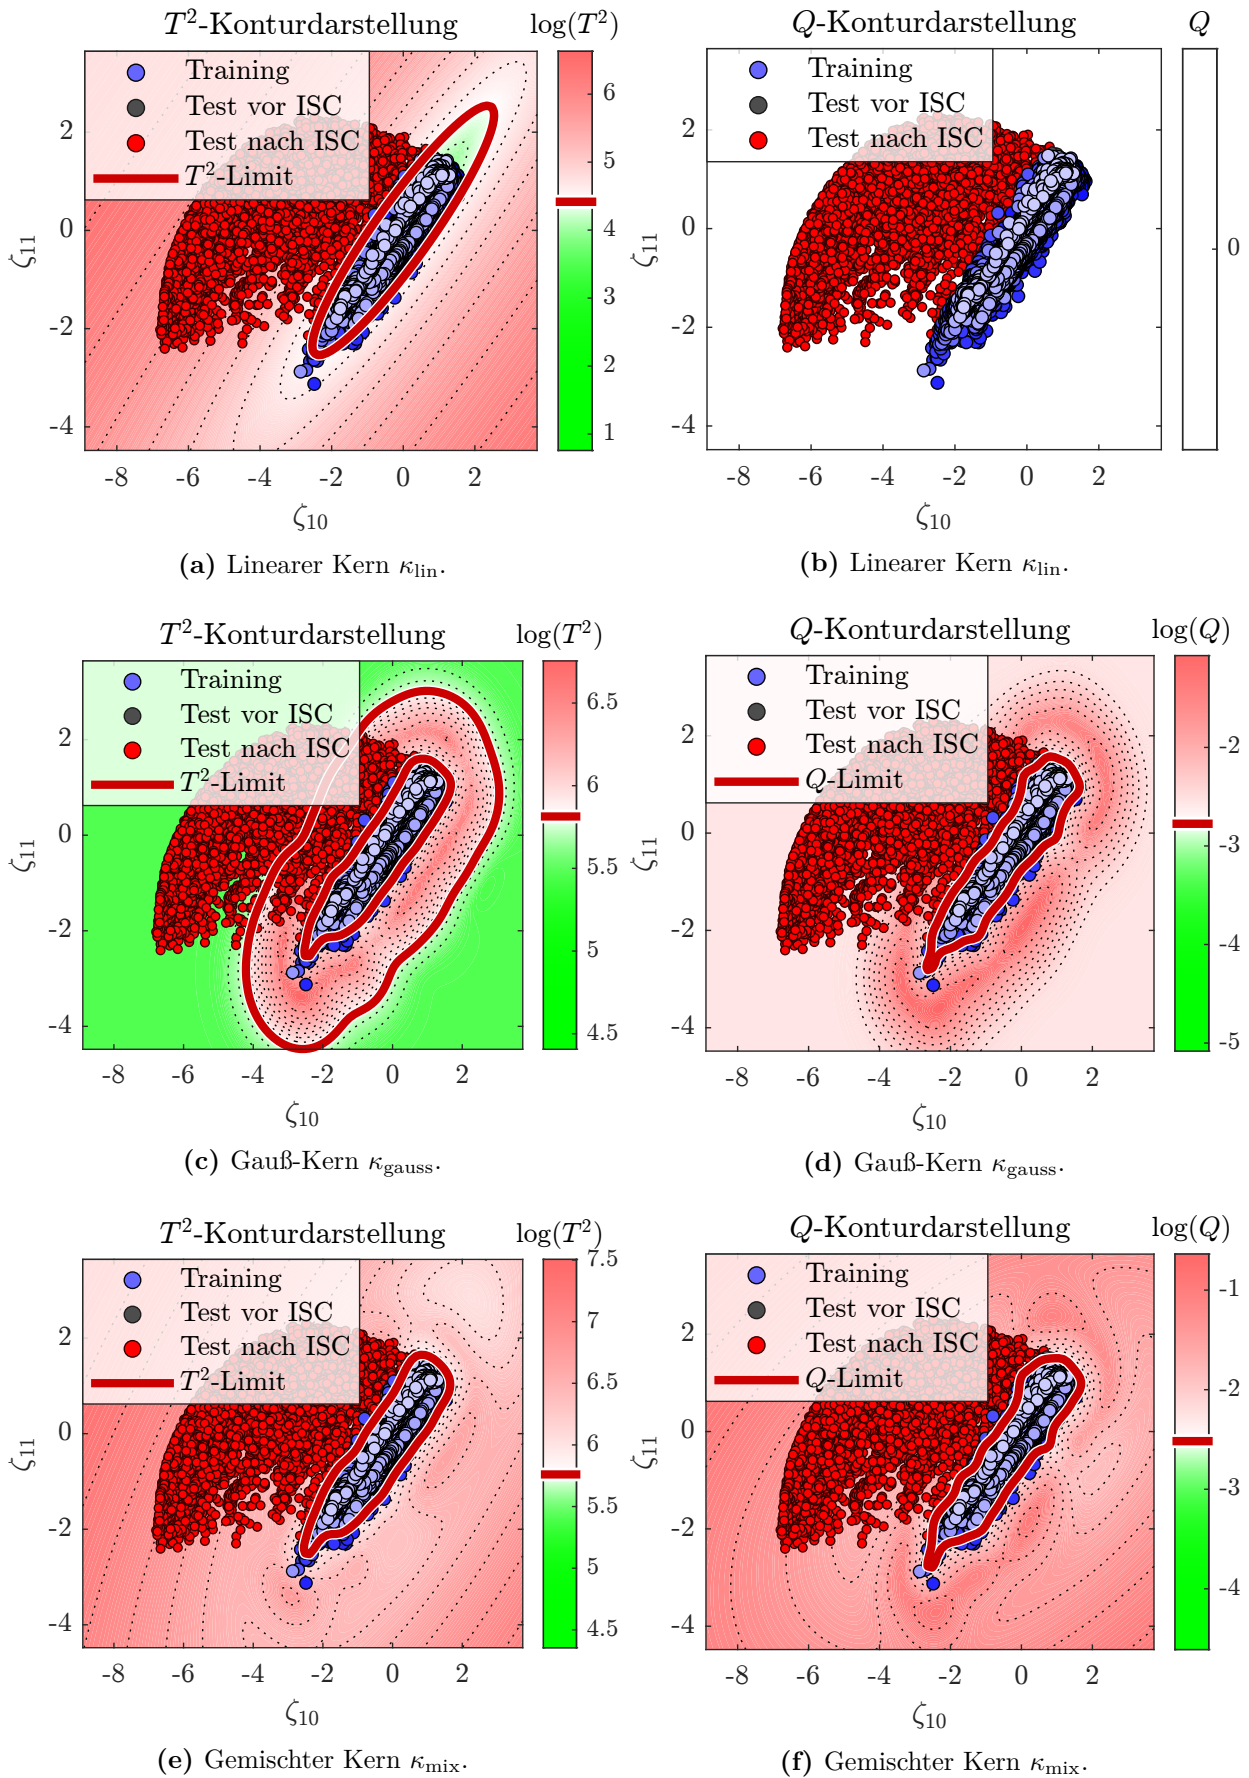 T²-Konturdarstellung
log(T²)
Training
Test vor ISC
Test nach ISC
T²-Limit
6
5
4
3
2
1
2
0
-2
-4
ζ₁₁
-8 -6 -4 -2 0 2
ζ₁₀
(a) Linearer Kern κ_lin.
Q-Konturdarstellung
Q
Training
Test vor ISC
Test nach ISC
0
2
0
-2
-4
ζ₁₁
-8 -6 -4 -2 0 2
ζ₁₀
(b) Linearer Kern κ_lin.
T²-Konturdarstellung
log(T²)
Training
Test vor ISC
Test nach ISC
T²-Limit
6.5
6
5.5
5
4.5
2
0
-2
-4
ζ₁₁
-8 -6 -4 -2 0 2
ζ₁₀
(c) Gauß-Kern κ_gauss.
Q-Konturdarstellung
log(Q)
Training
Test vor ISC
Test nach ISC
Q-Limit
-2
-3
-4
-5
2
0
-2
-4
ζ₁₁
-8 -6 -4 -2 0 2
ζ₁₀
(d) Gauß-Kern κ_gauss.
T²-Konturdarstellung
log(T²)
Training
Test vor ISC
Test nach ISC
T²-Limit
7.5
7
6.5
6
5.5
5
4.5
2
0
-2
-4
ζ₁₁
-8 -6 -4 -2 0 2
ζ₁₀
(e) Gemischter Kern κ_mix.
Q-Konturdarstellung
log(Q)
Training
Test vor ISC
Test nach ISC
Q-Limit
-1
-2
-3
-4
2
0
-2
-4
ζ₁₁
-8 -6 -4 -2 0 2
ζ₁₀
(f) Gemischter Kern κ_mix.